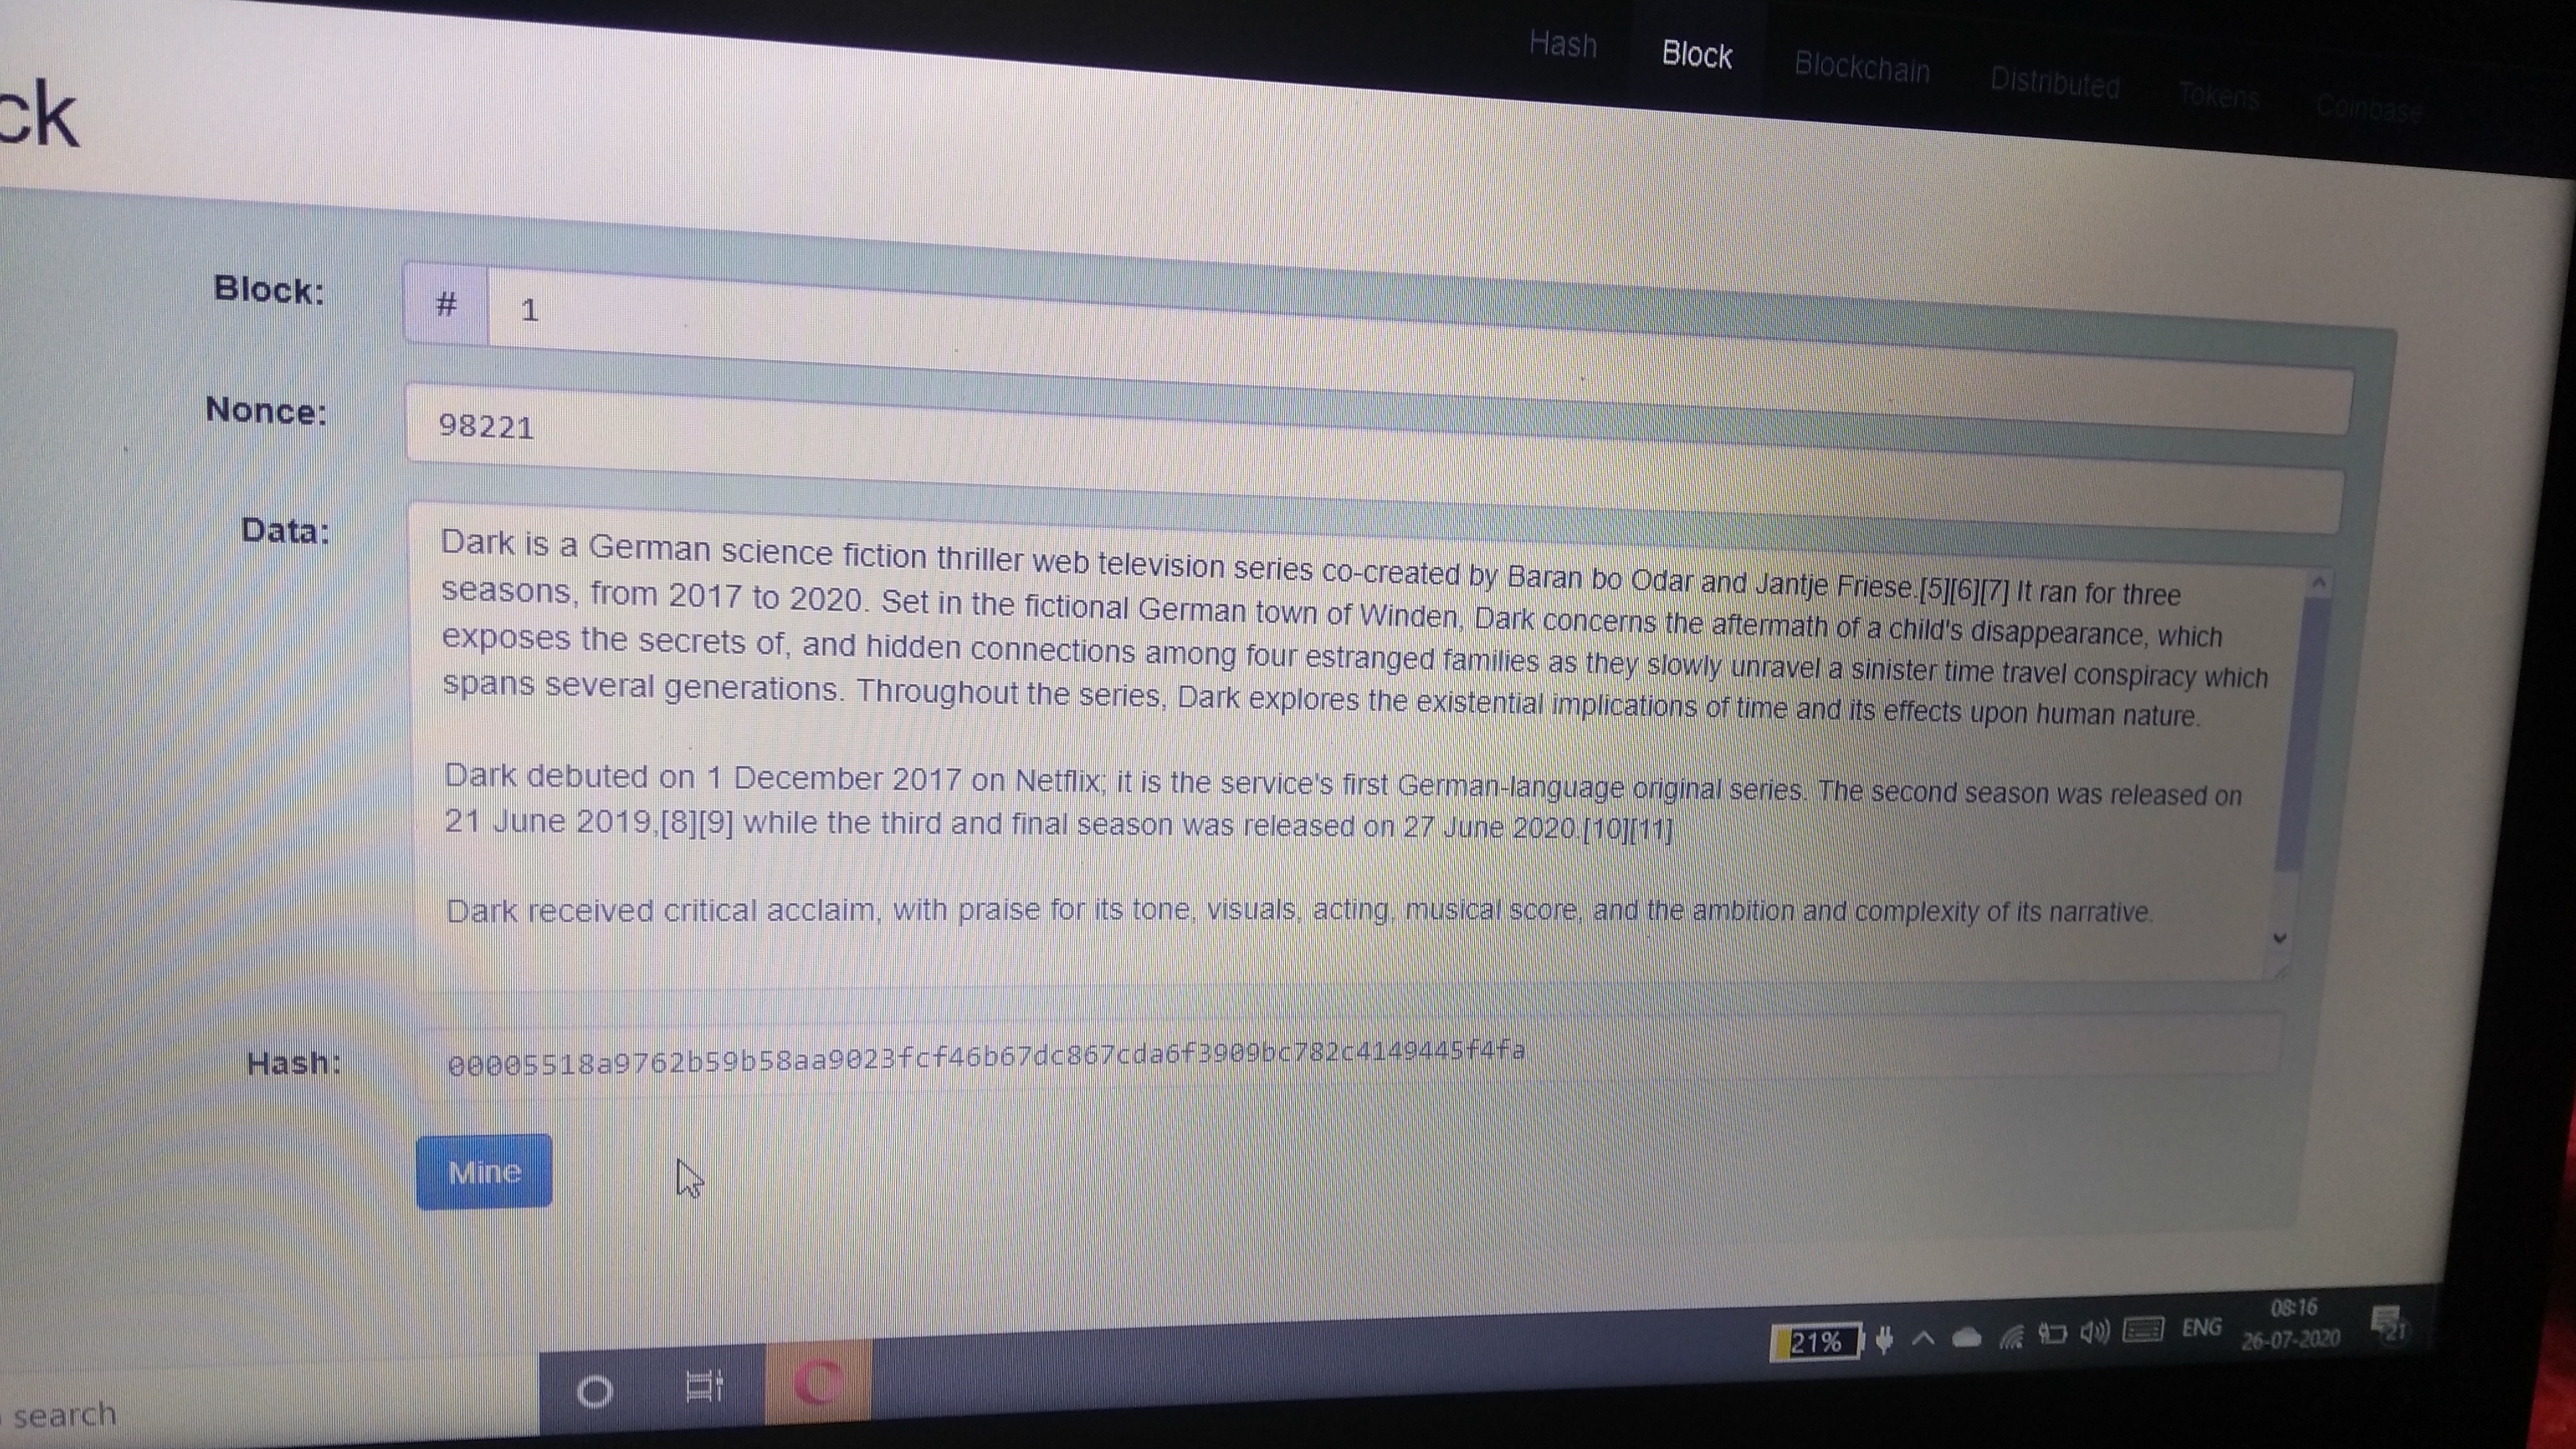 Hash Block Blockchain Distributed Tokens Coinbase
ck
Block: # 1
Nonce: 98221
Data:
Dark is a German science fiction thriller web television series co-created by Baran bo Odar and Jantje Friese.[5][6][7] It ran for three
seasons, from 2017 to 2020. Set in the fictional German town of Winden, Dark concerns the aftermath of a child's disappearance, which
exposes the secrets of, and hidden connections among four estranged families as they slowly unravel a sinister time travel conspiracy which
spans several generations. Throughout the series, Dark explores the existential implications of time and its effects upon human nature.
Dark debuted on 1 December 2017 on Netflix; it is the service's first German-language original series. The second season was released on
21 June 2019,[8][9] while the third and final season was released on 27 June 2020.[10][11]
Dark received critical acclaim, with praise for its tone, visuals, acting, musical score, and the ambition and complexity of its narrative.
Hash: 00005518a9762b59b58aa9023fcf46b67dc867cda6f3909bc782c4149445f4fa
Mine
search
21% ENG 08:16
26-07-2020 21